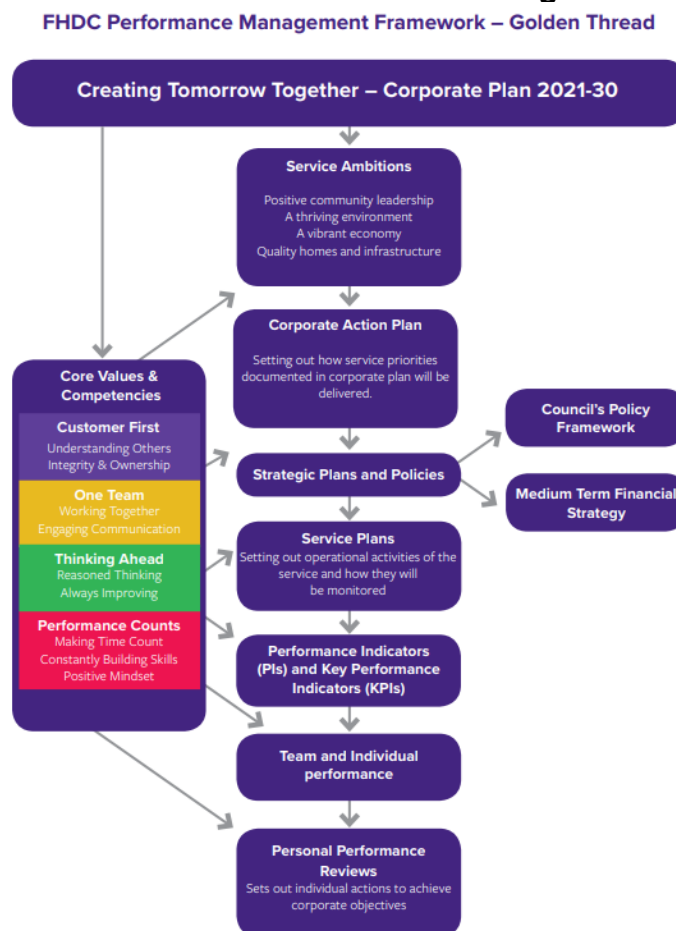 FHDC Performance Management Framework – Golden Thread
Creating Tomorrow Together – Corporate Plan 2021-30
Service Ambitions
Positive community leadership
A thriving environment
A vibrant economy
Quality homes and infrastructure
Corporate Action Plan
Setting out how service priorities
documented in corporate plan will be
delivered.
Core Values &
Competencies
Customer First
Understanding Others
Integrity & Ownership
One Team
Working Together
Engaging Communication
Thinking Ahead
Reasoned Thinking
Always Improving
Performance Counts
Making Time Count
Constantly Building Skills
Positive Mindset
Strategic Plans and Policies
Council's Policy
Framework
Medium Term Financial
Strategy
Service Plans
Setting out operational activities of the
service and how they will
be monitored
Performance Indicators
(PIs) and Key Performance
Indicators (KPIs)
Team and Individual
performance
Personal Performance
Reviews
Sets out individual actions to achieve
corporate objectives